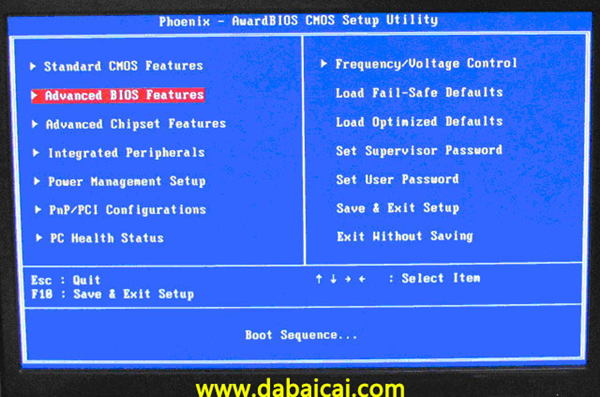 Phoenix - AwardBIOS CMOS Setup Utility
Standard CMOS Features
Advanced BIOS Features
Advanced Chipset Features
Integrated Peripherals
Power Management Setup
PnP/PCI Configurations
PC Health Status
Frequency/Voltage Control
Load Fail-Safe Defaults
Load Optimized Defaults
Set Supervisor Password
Set User Password
Save & Exit Setup
Exit Without Saving
Esc : Quit
F10 : Save & Exit Setup
↑ ↓ → ← : Select Item
Boot Sequence...
www.dabaicai.com